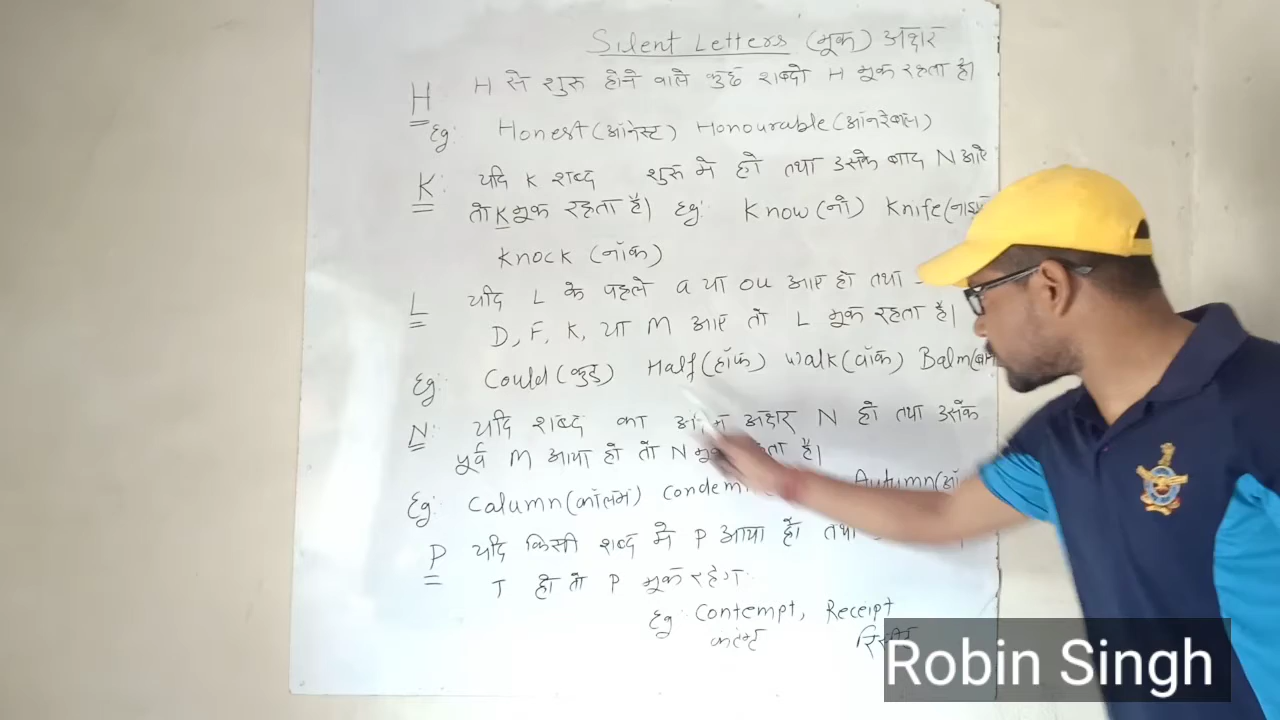 Silent Letters (मूक) अक्षर
H H से शुरू होने वाले कुछ शब्दो H मूक रहता है।
Eg: Honest (ऑनेस्ट) Honourable (ऑनरेबल)
K: यदि K शब्द शुरू मे हो तथा उसके बाद N आऐ
तो K मूक रहता है। Eg: Know (नो) Knife (नाइफ
Knock (नॉक)
L यदि L के पहले a या ou आए हो तथा
D, F, K, या M आए तो L मूक रहता है।
Eg: Could (कुड) Half (हॉफ) Walk (वॉक) Balm
N: यदि शब्द का अक्षर N हो तथा उसके
पूर्व M आया हो तो N है।
Eg: Calumn (कॉलम) Autumn
P यदि किसी शब्द मे P आया हो तथा
T हो तो P मूक रहेगा
Eg: Contempt, Receipt
Robin Singh